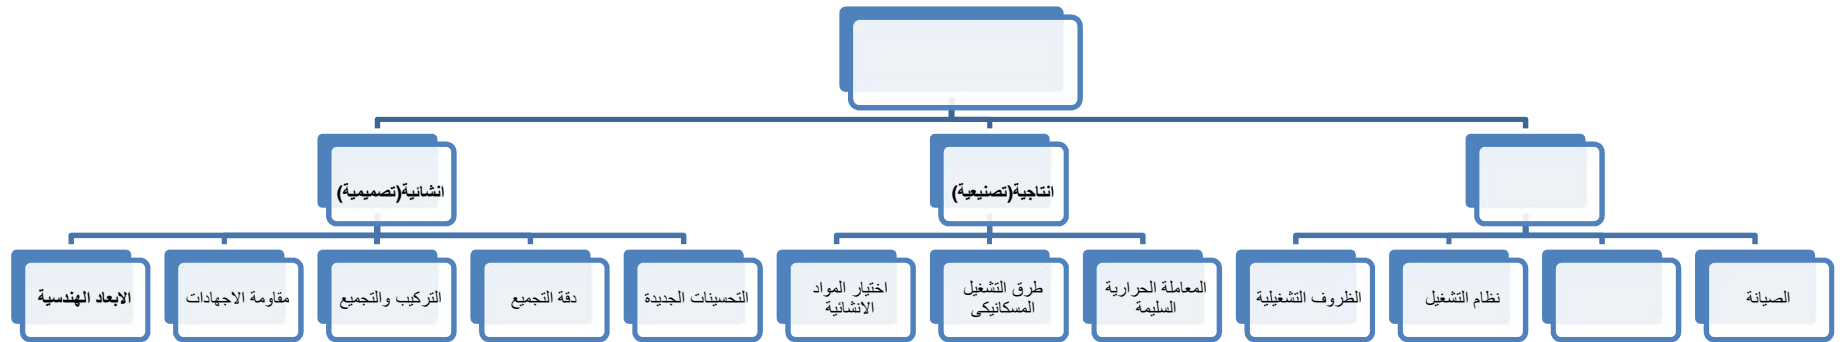 انشائية(تصميمية)
انتاجية(تصنيعية)
الابعاد الهندسية
مقاومة الاجهادات
التركيب والتجميع
دقة التجميع
التحسينات الجديدة
اختيار المواد
الانشائية
طرق التشغيل
المسكانيكى
المعاملة الحرارية
السليمة
الظروف التشغيلية
نظام التشغيل
الصيانة